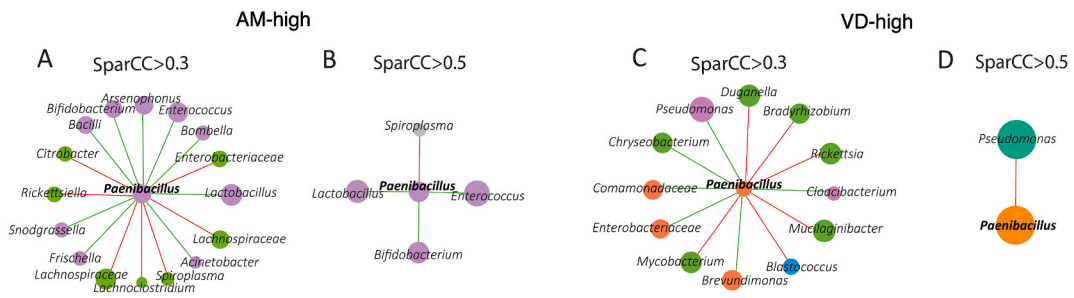 AM-high
VD-high
A
SparCC>0.3
B
SparCC>0.5
C
SparCC>0.3
D
SparCC>0.5
Arsenophonus
Bifidobacterium
Enterococcus
Bacilli
Bombella
Citrobacter
Enterobacteriaceae
Paenibacillus
Rickettsiella
Lactobacillus
Snodgrassella
Lachnospiraceae
Frischella
Acinetobacter
Lachnospiraceae
Spiroplasma
Lachnoclostridium
Spiroplasma
Paenibacillus
Lactobacillus
Enterococcus
Bifidobacterium
Duganella
Pseudomonas
Bradyrhizobium
Chryseobacterium
Rickettsia
Paenibacillus
Comamonadaceae
Cloacibacterium
Enterobacteriaceae
Mucilaginibacter
Mycobacterium
Blastococcus
Brevundimonas
Pseudomonas
Paenibacillus